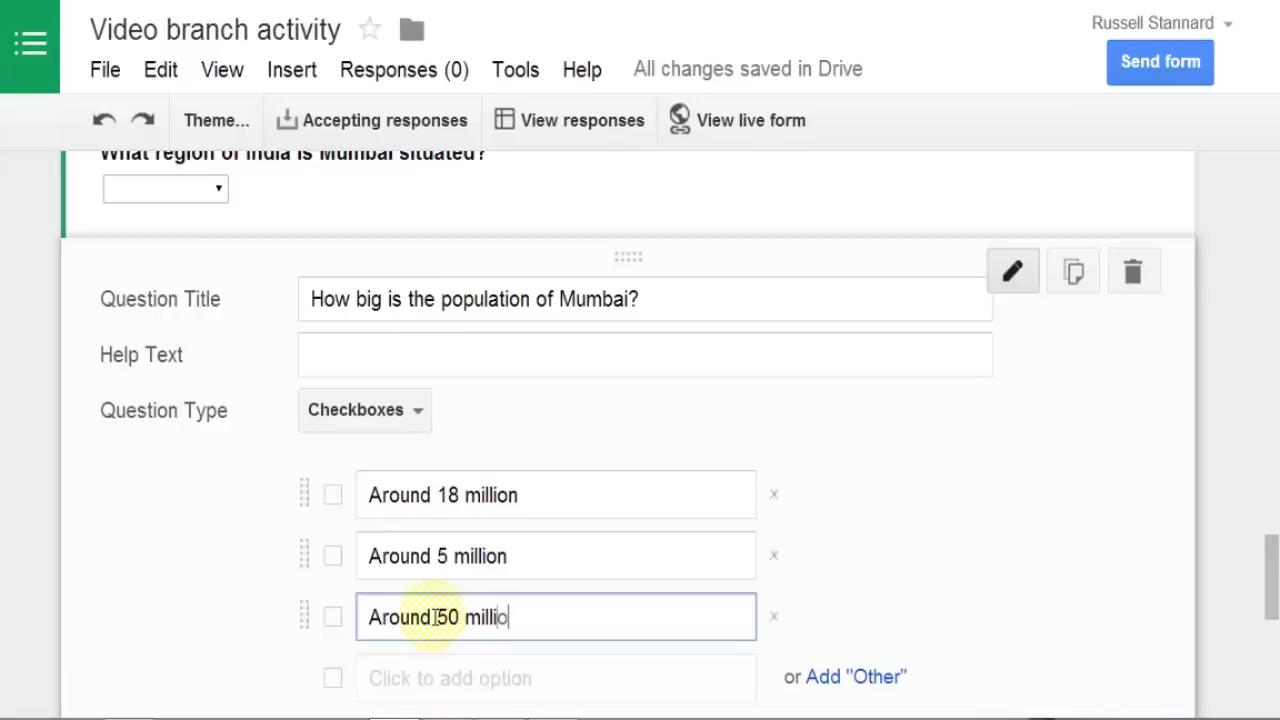 Video branch activity
Russell Stannard
File Edit View Insert Responses (0) Tools Help All changes saved in Drive
Send form
Theme... Accepting responses View responses View live form
What region of India is Mumbai situated?
Question Title How big is the population of Mumbai?
Help Text
Question Type Checkboxes
Around 18 million x
Around 5 million x
Around 50 millio x
Click to add option or Add "Other"